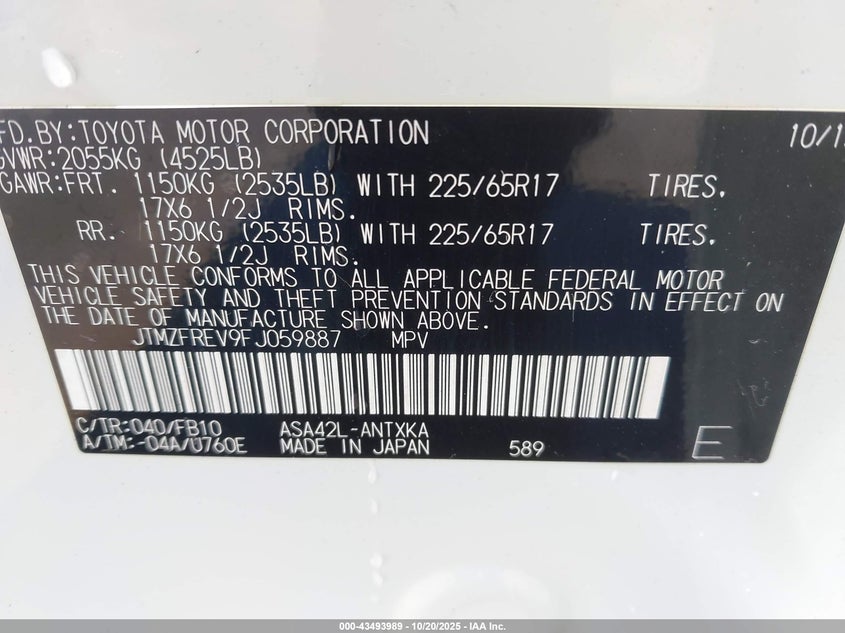 FD.BY:TOYOTA MOTOR CORPORATION 10/1
GVWR:2055KG (4525LB)
GAWR:FRT. 1150KG (2535LB) WITH 225/65R17 TIRES.
17X6 1/2J RIMS.
RR. 1150KG (2535LB) WITH 225/65R17 TIRES.
17X6 1/2J RIMS.
THIS VEHICLE CONFORMS TO ALL APPLICABLE FEDERAL MOTOR
VEHICLE SAFETY AND THEFT PREVENTION STANDARDS IN EFFECT ON
THE DATE OF MANUFACTURE SHOWN ABOVE.
JTMZFREV9FJ059887 MPV
C/TR:040/FB10 ASA42L-ANTXKA
A/TM:-04A/U760E MADE IN JAPAN 589 E
000-43493989 | 10/20/2025 | IAA Inc.